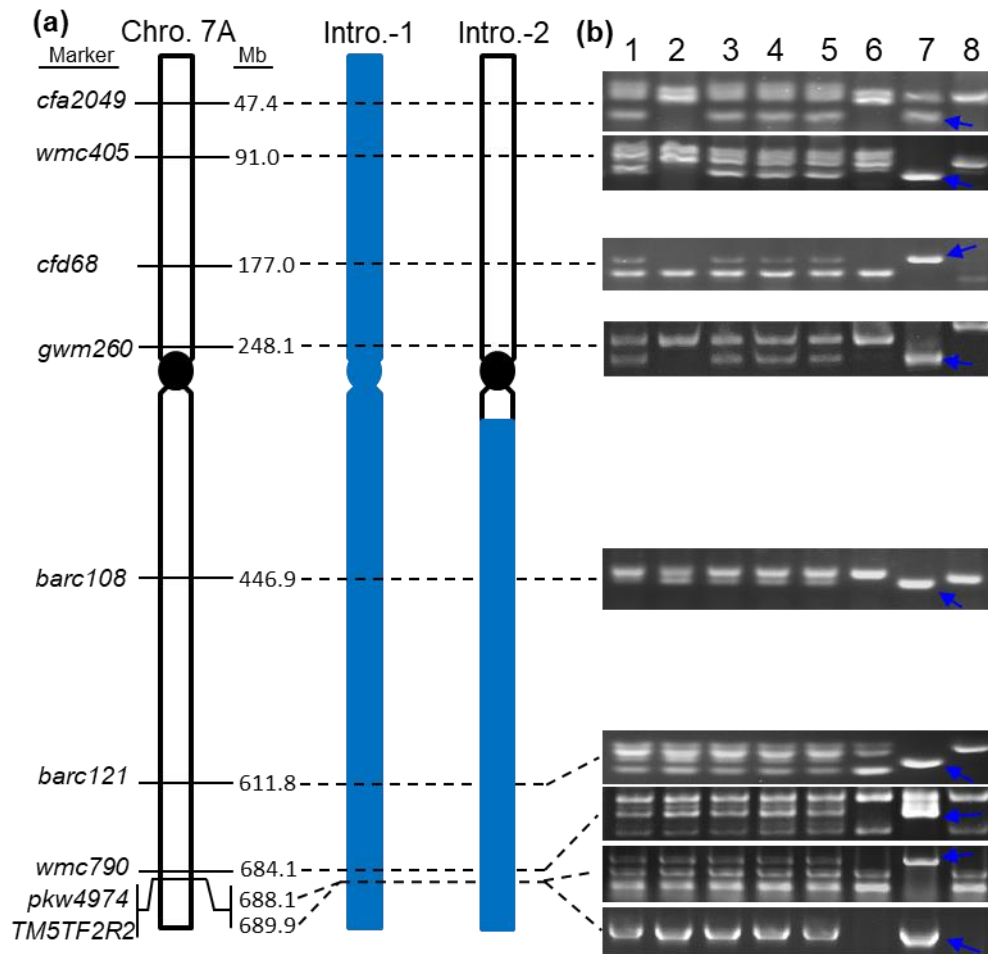 (a)
Chro. 7A Intro.-1 Intro.-2 (b) 1 2 3 4 5 6 7 8
Marker Mb
cfa2049 47.4
wmc405 91.0
cfd68 177.0
gwm260 248.1
barc108 446.9
barc121 611.8
wmc790 684.1
pkw4974 688.1
TM5TF2R2 689.9